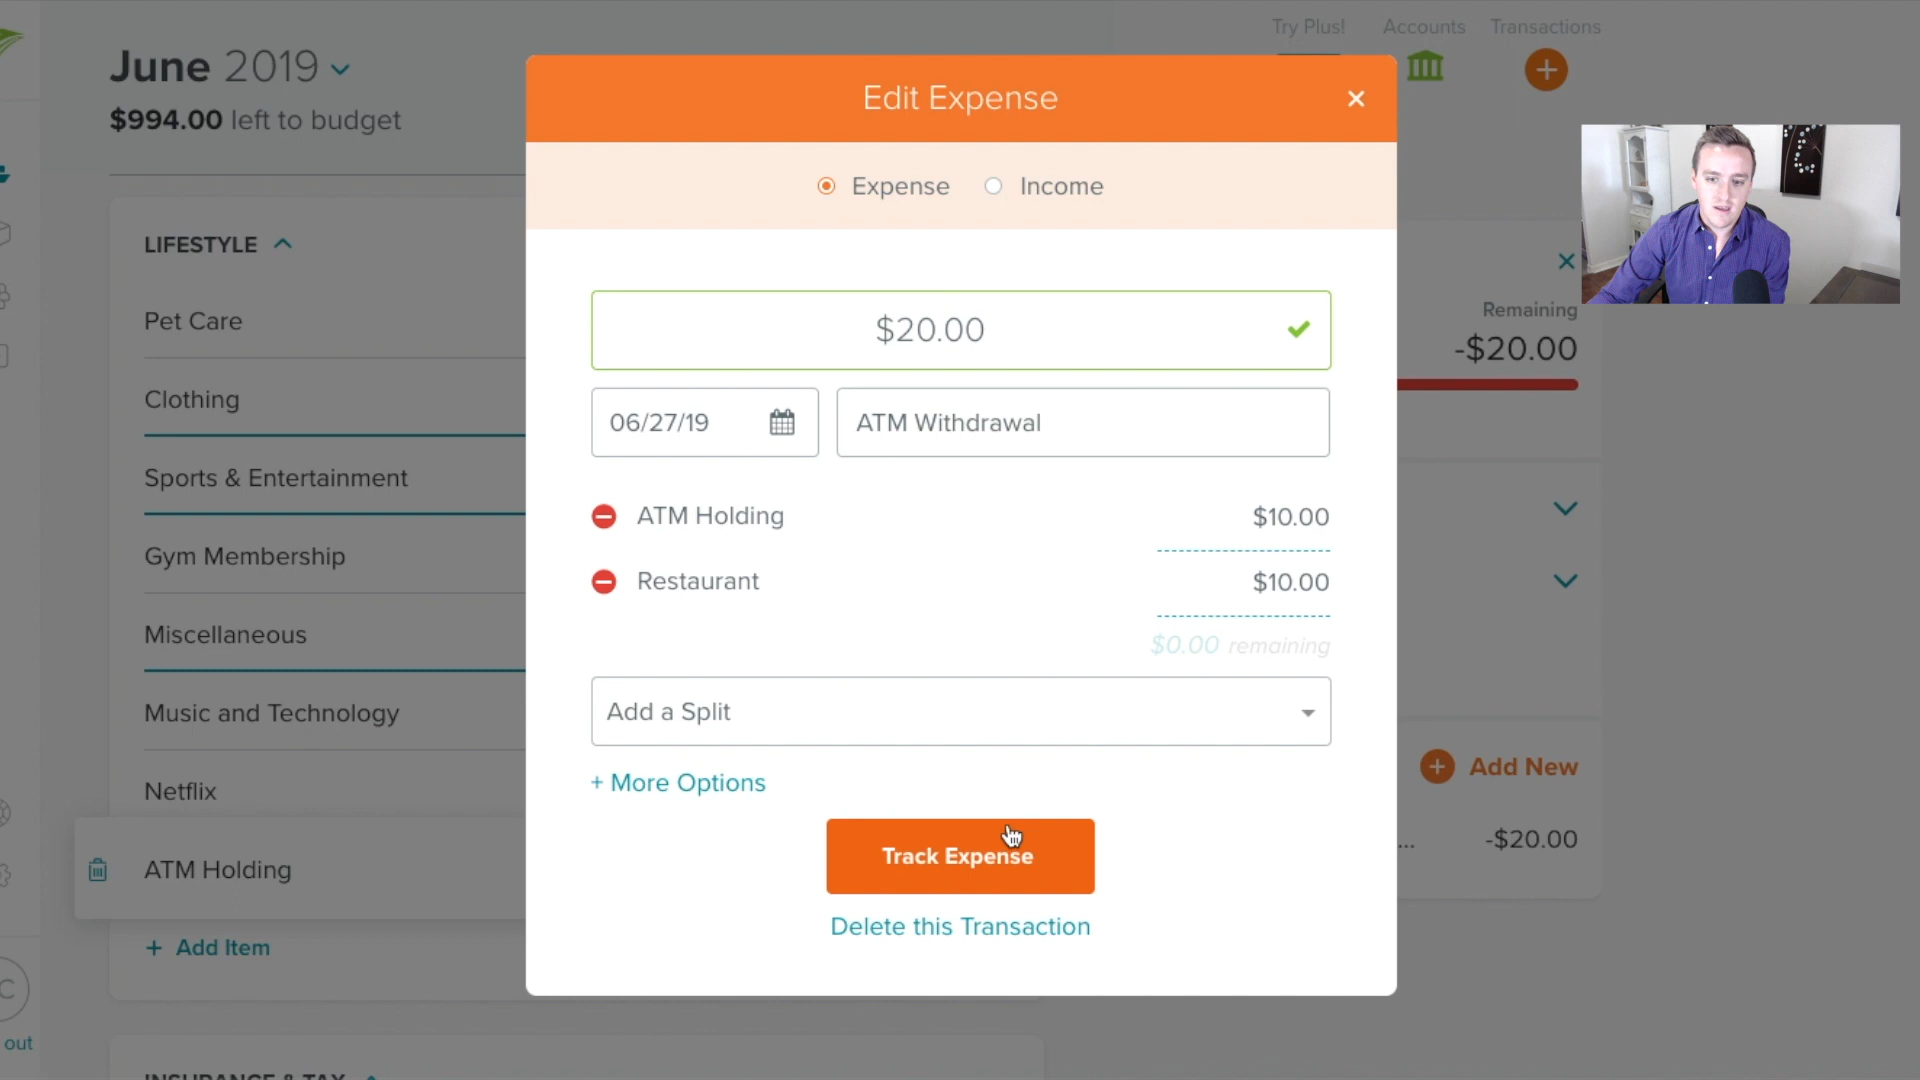 Try Plus! Accounts Transactions
June 2019
$994.00 left to budget
Edit Expense
Expense Income
LIFESTYLE
Pet Care
Clothing
Sports & Entertainment
Gym Membership
Miscellaneous
Music and Technology
Netflix
ATM Holding
+ Add Item
$20.00
06/27/19
ATM Withdrawal
ATM Holding $10.00
Restaurant $10.00
$0.00 remaining
Add a Split
+ More Options
Track Expense
Delete this Transaction
Remaining
-$20.00
Add New
... -$20.00
C
out
INSURANCE & TAX